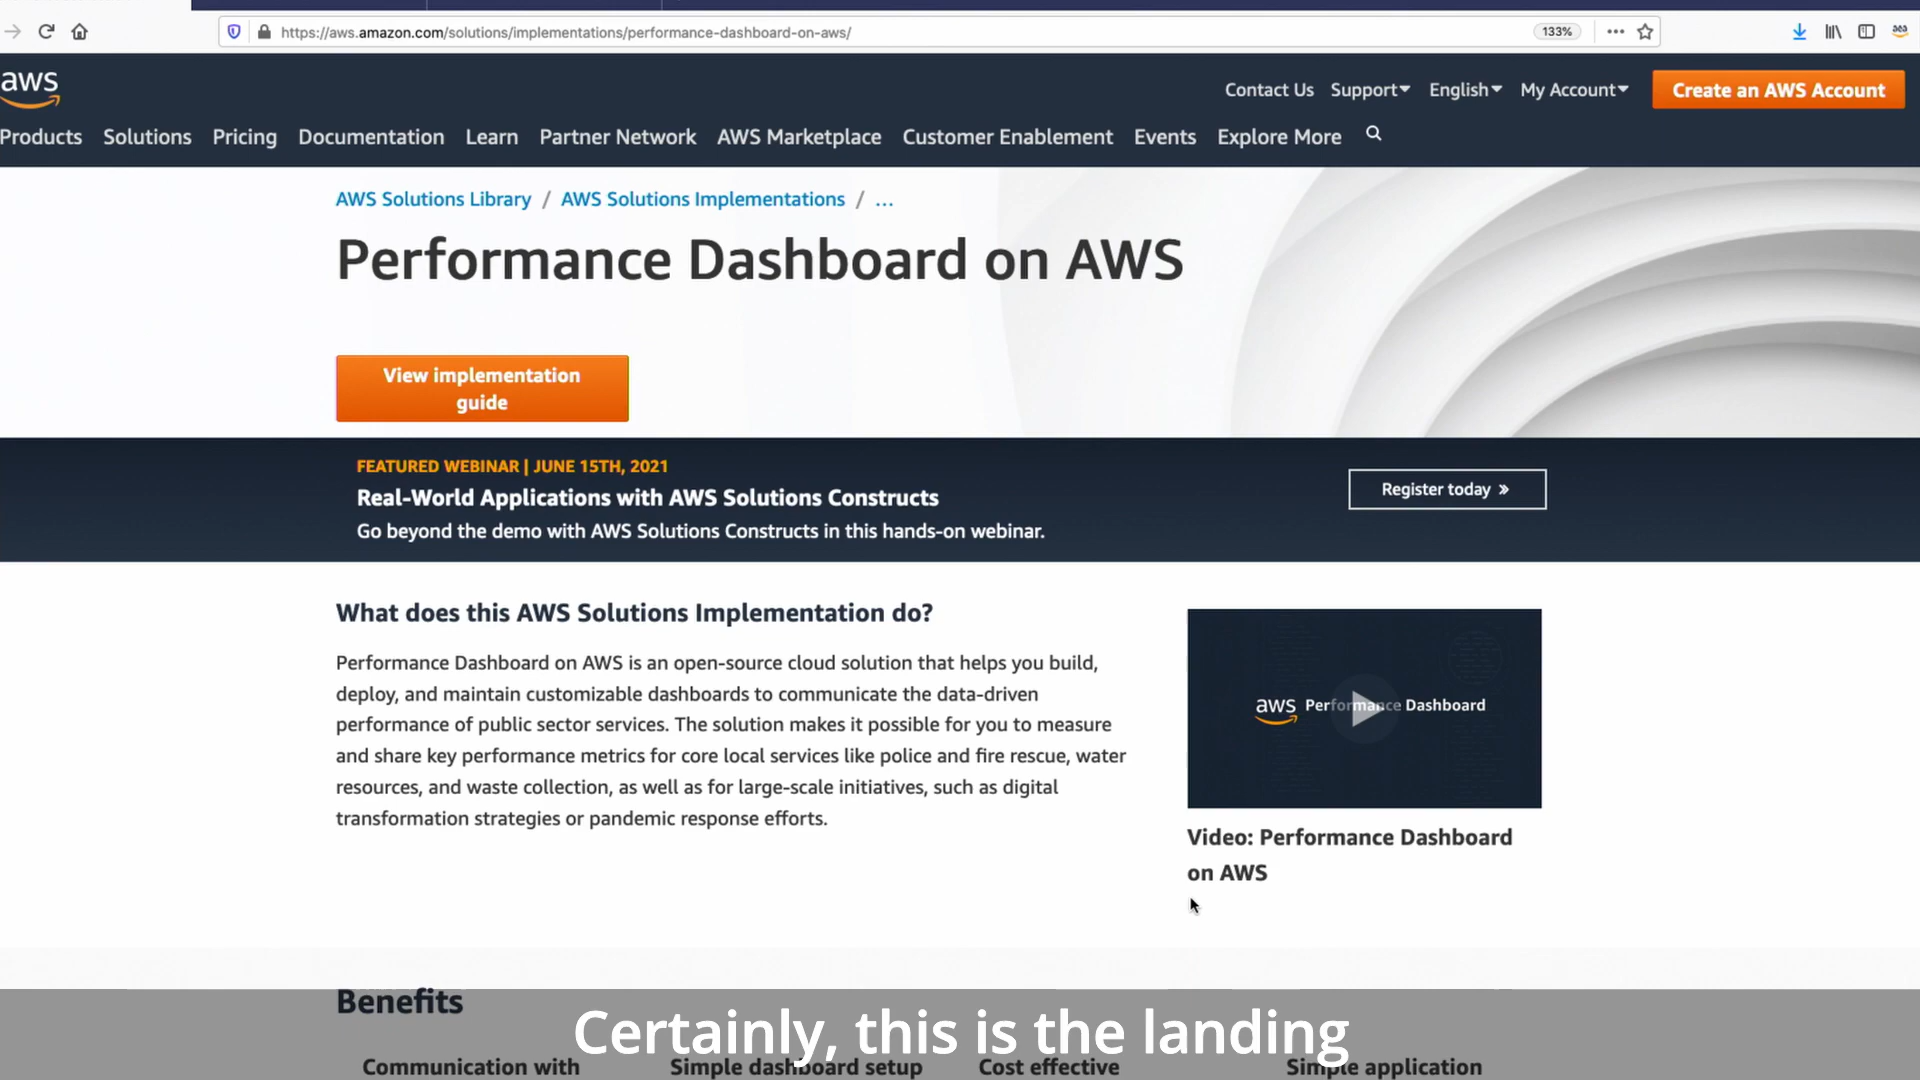 https://aws.amazon.com/solutions/implementations/performance-dashboard-on-aws/
133%
aws
Contact Us Support English My Account Create an AWS Account
Products Solutions Pricing Documentation Learn Partner Network AWS Marketplace Customer Enablement Events Explore More
AWS Solutions Library / AWS Solutions Implementations / ...
Performance Dashboard on AWS
View implementation
guide
FEATURED WEBINAR | JUNE 15TH, 2021
Real-World Applications with AWS Solutions Constructs
Go beyond the demo with AWS Solutions Constructs in this hands-on webinar.
Register today »
What does this AWS Solutions Implementation do?
Performance Dashboard on AWS is an open-source cloud solution that helps you build,
deploy, and maintain customizable dashboards to communicate the data-driven
performance of public sector services. The solution makes it possible for you to measure
and share key performance metrics for core local services like police and fire rescue, water
resources, and waste collection, as well as for large-scale initiatives, such as digital
transformation strategies or pandemic response efforts.
aws Performance Dashboard
Video: Performance Dashboard
on AWS
Benefits
Certainly, this is the landing
Communication with
Simple dashboard setup
Cost effective
Simple application